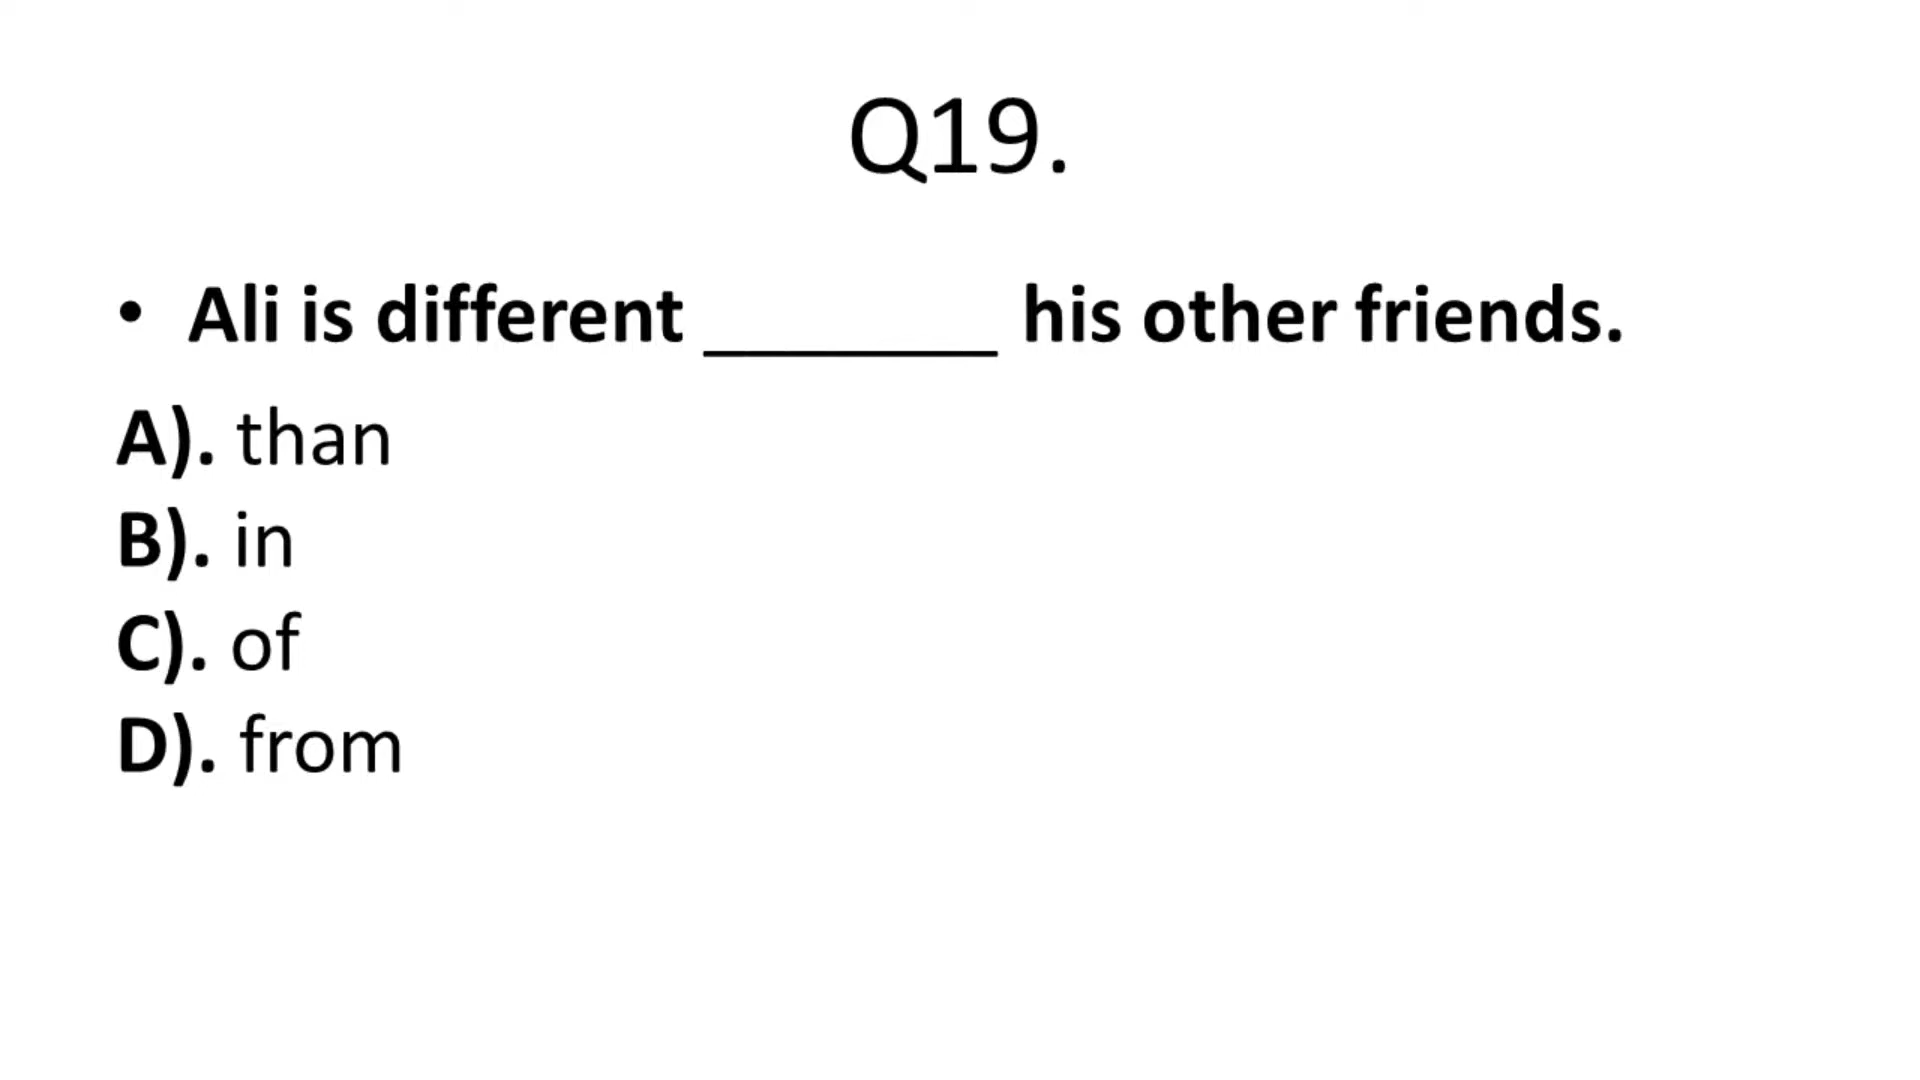 Q19.
• Ali is different ________ his other friends.
A). than
B). in
C). of
D). from